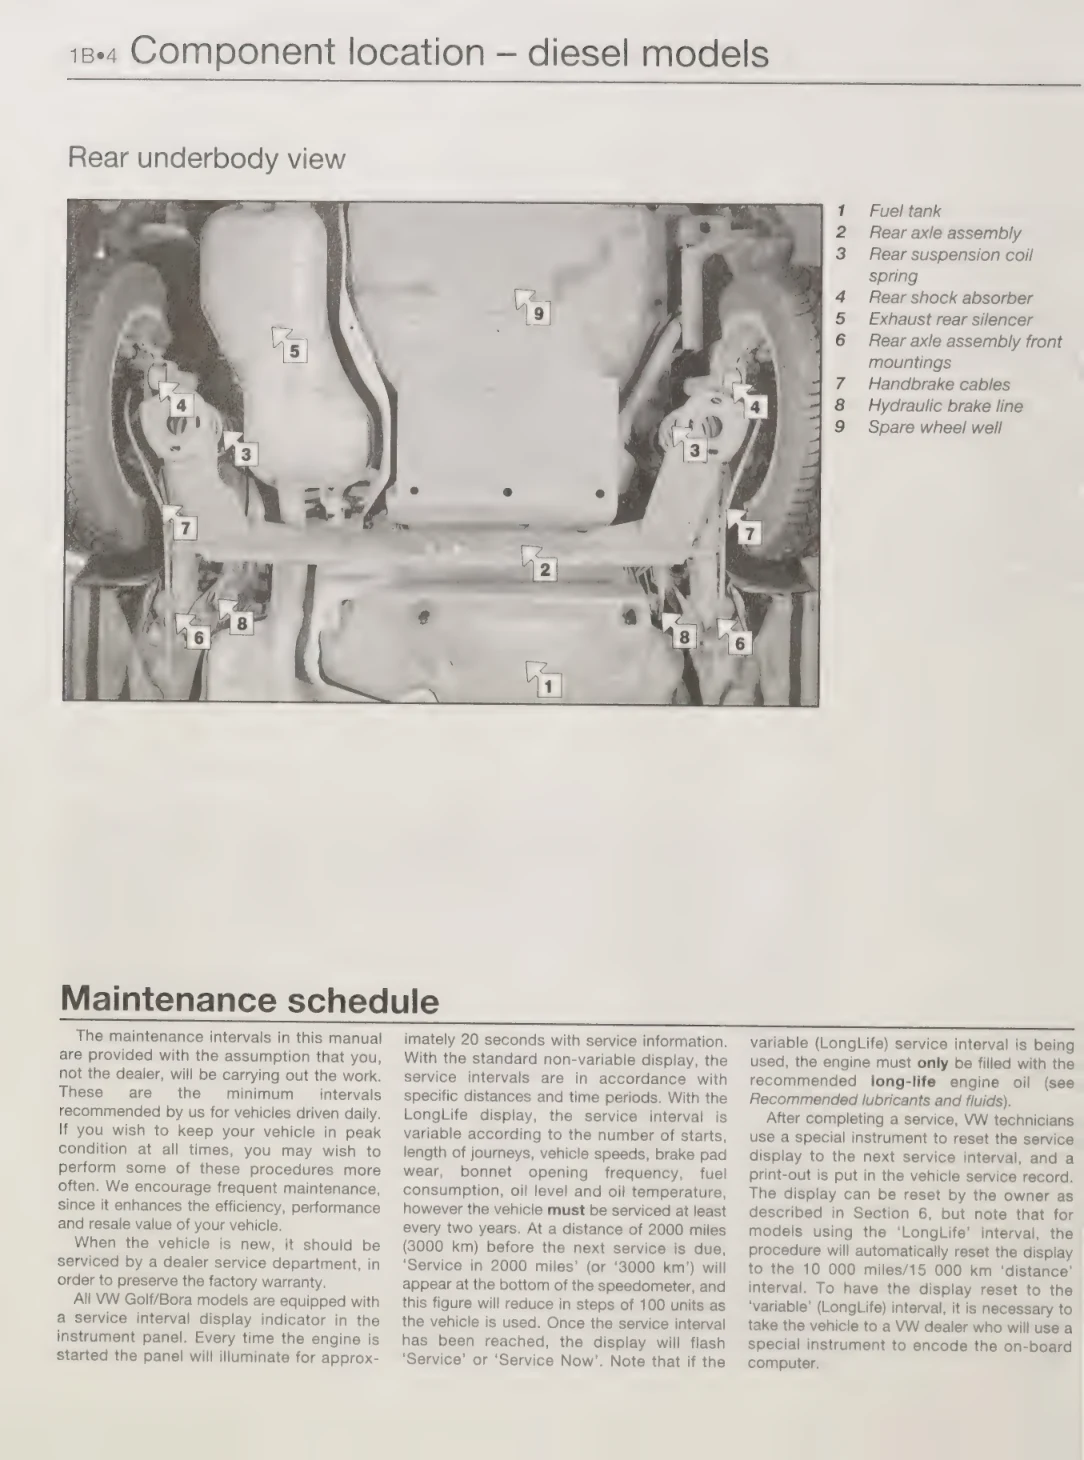 1B•4 Component location – diesel models
Rear underbody view
1 Fuel tank
2 Rear axle assembly
3 Rear suspension coil
spring
4 Rear shock absorber
5 Exhaust rear silencer
6 Rear axle assembly front
mountings
7 Handbrake cables
8 Hydraulic brake line
9 Spare wheel well
9
5
4
4
3
3
7
7
2
8
6
8
6
1
Maintenance schedule
The maintenance intervals in this manual
are provided with the assumption that you,
not the dealer, will be carrying out the work.
These are the minimum intervals
recommended by us for vehicles driven daily.
If you wish to keep your vehicle in peak
condition at all times, you may wish to
perform some of these procedures more
often. We encourage frequent maintenance,
since it enhances the efficiency, performance
and resale value of your vehicle.
When the vehicle is new, it should be
serviced by a dealer service department, in
order to preserve the factory warranty.
All VW Golf/Bora models are equipped with
a service interval display indicator in the
instrument panel. Every time the engine is
started the panel will illuminate for approx-
imately 20 seconds with service information.
With the standard non-variable display, the
service intervals are in accordance with
specific distances and time periods. With the
LongLife display, the service interval is
variable according to the number of starts,
length of journeys, vehicle speeds, brake pad
wear, bonnet opening frequency, fuel
consumption, oil level and oil temperature,
however the vehicle must be serviced at least
every two years. At a distance of 2000 miles
(3000 km) before the next service is due,
‘Service in 2000 miles’ (or ‘3000 km’) will
appear at the bottom of the speedometer, and
this figure will reduce in steps of 100 units as
the vehicle is used. Once the service interval
has been reached, the display will flash
‘Service’ or ‘Service Now’. Note that if the
variable (LongLife) service interval is being
used, the engine must only be filled with the
recommended long-life engine oil (see
Recommended lubricants and fluids).
After completing a service, VW technicians
use a special instrument to reset the service
display to the next service interval, and a
print-out is put in the vehicle service record.
The display can be reset by the owner as
described in Section 6, but note that for
models using the ‘LongLife’ interval, the
procedure will automatically reset the display
to the 10 000 miles/15 000 km ‘distance’
interval. To have the display reset to the
‘variable’ (LongLife) interval, it is necessary to
take the vehicle to a VW dealer who will use a
special instrument to encode the on-board
computer.